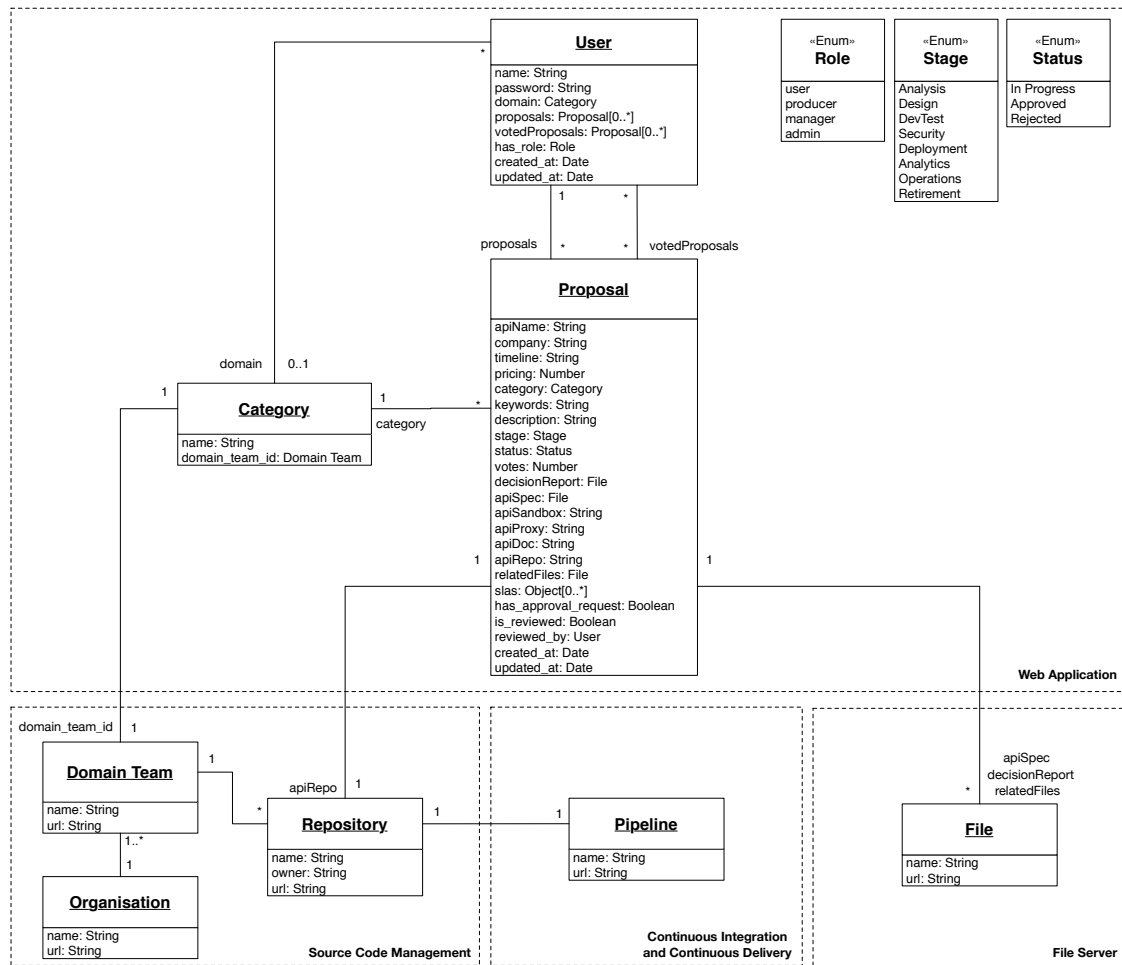 User
name: String
password: String
domain: Category
proposals: Proposal[0..*]
votedProposals: Proposal[0..*]
has_role: Role
created_at: Date
updated_at: Date
«Enum»
Role
user
producer
manager
admin
«Enum»
Stage
Analysis
Design
DevTest
Security
Deployment
Analytics
Operations
Retirement
«Enum»
Status
In Progress
Approved
Rejected
*
1
*
proposals
*
*
votedProposals
Proposal
apiName: String
company: String
timeline: String
pricing: Number
category: Category
keywords: String
description: String
stage: Stage
status: Status
votes: Number
decisionReport: File
apiSpec: File
apiSandbox: String
apiProxy: String
apiDoc: String
apiRepo: String
relatedFiles: File
slas: Object[0..*]
has_approval_request: Boolean
is_reviewed: Boolean
reviewed_by: User
created_at: Date
updated_at: Date
domain
0..1
1
Category
name: String
domain_team_id: Domain Team
1
category
*
1
1
Web Application
domain_team_id
1
Domain Team
name: String
url: String
1
*
1..*
1
Organisation
name: String
url: String
apiRepo
1
Repository
name: String
owner: String
url: String
1
Source Code Management
1
Pipeline
name: String
url: String
Continuous Integration
and Continuous Delivery
apiSpec
decisionReport
*
relatedFiles
File
name: String
url: String
File Server